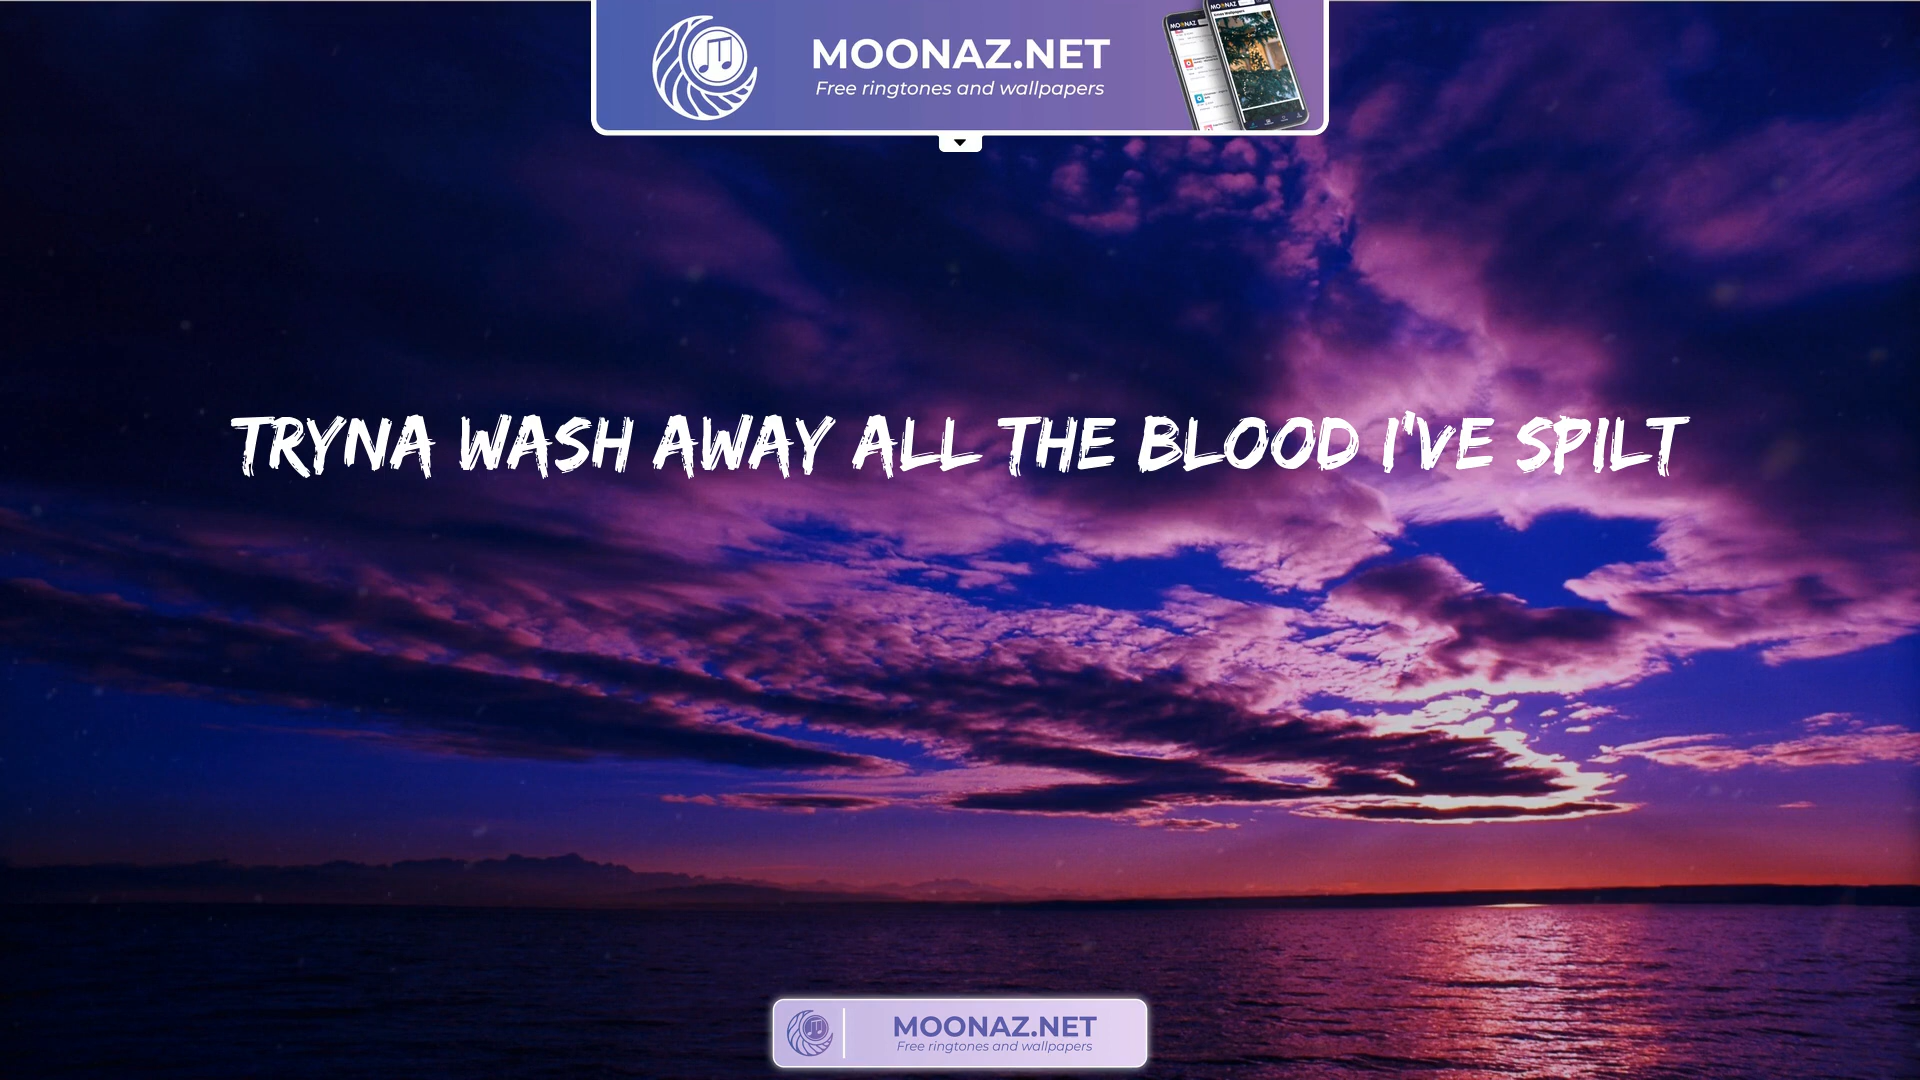 MOONAZ.NET
Free ringtones and wallpapers
TRYNA WASH AWAY ALL THE BLOOD I'VE SPILT
MOONAZ.NET
Free ringtones and wallpapers